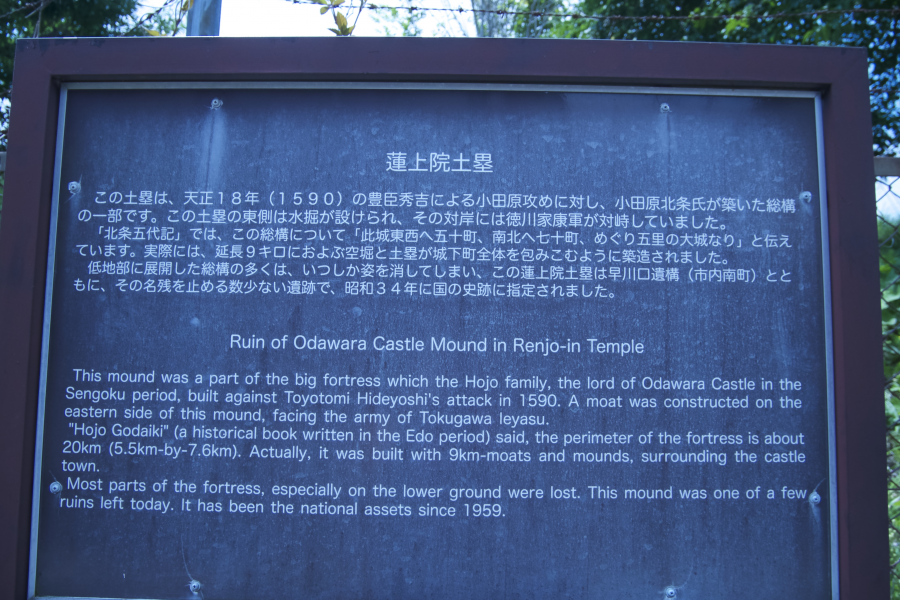 蓮上院土塁
この土塁は、天正１８年（１５９０）の豊臣秀吉による小田原攻めに対し、小田原北条氏が築いた総構
の一部です。この土塁の東側は水掘が設けられ、その対岸には徳川家康軍が対峙していました。
「北条五代記」では、この総構について「此城東西へ五十町、南北へ七十町、めぐり五里の大城なり」と伝え
ています。実際には、延長９キロにおよぶ空堀と土塁が城下町全体を包みこむように築造されました。
低地部に展開した総構の多くは、いつしか姿を消してしまい、この蓮上院土塁は早川口遺構（市内南町）とと
もに、その名残を止める数少ない遺跡で、昭和３４年に国の史跡に指定されました。
Ruin of Odawara Castle Mound in Renjo-in Temple
This mound was a part of the big fortress which the Hojo family, the lord of Odawara Castle in the
Sengoku period, built against Toyotomi Hideyoshi's attack in 1590. A moat was constructed on the
eastern side of this mound, facing the army of Tokugawa Ieyasu.
"Hojo Godaiki" (a historical book written in the Edo period) said, the perimeter of the fortress is about
20km (5.5km-by-7.6km). Actually, it was built with 9km-moats and mounds, surrounding the castle
town.
Most parts of the fortress, especially on the lower ground were lost. This mound was one of a few
ruins left today. It has been the national assets since 1959.